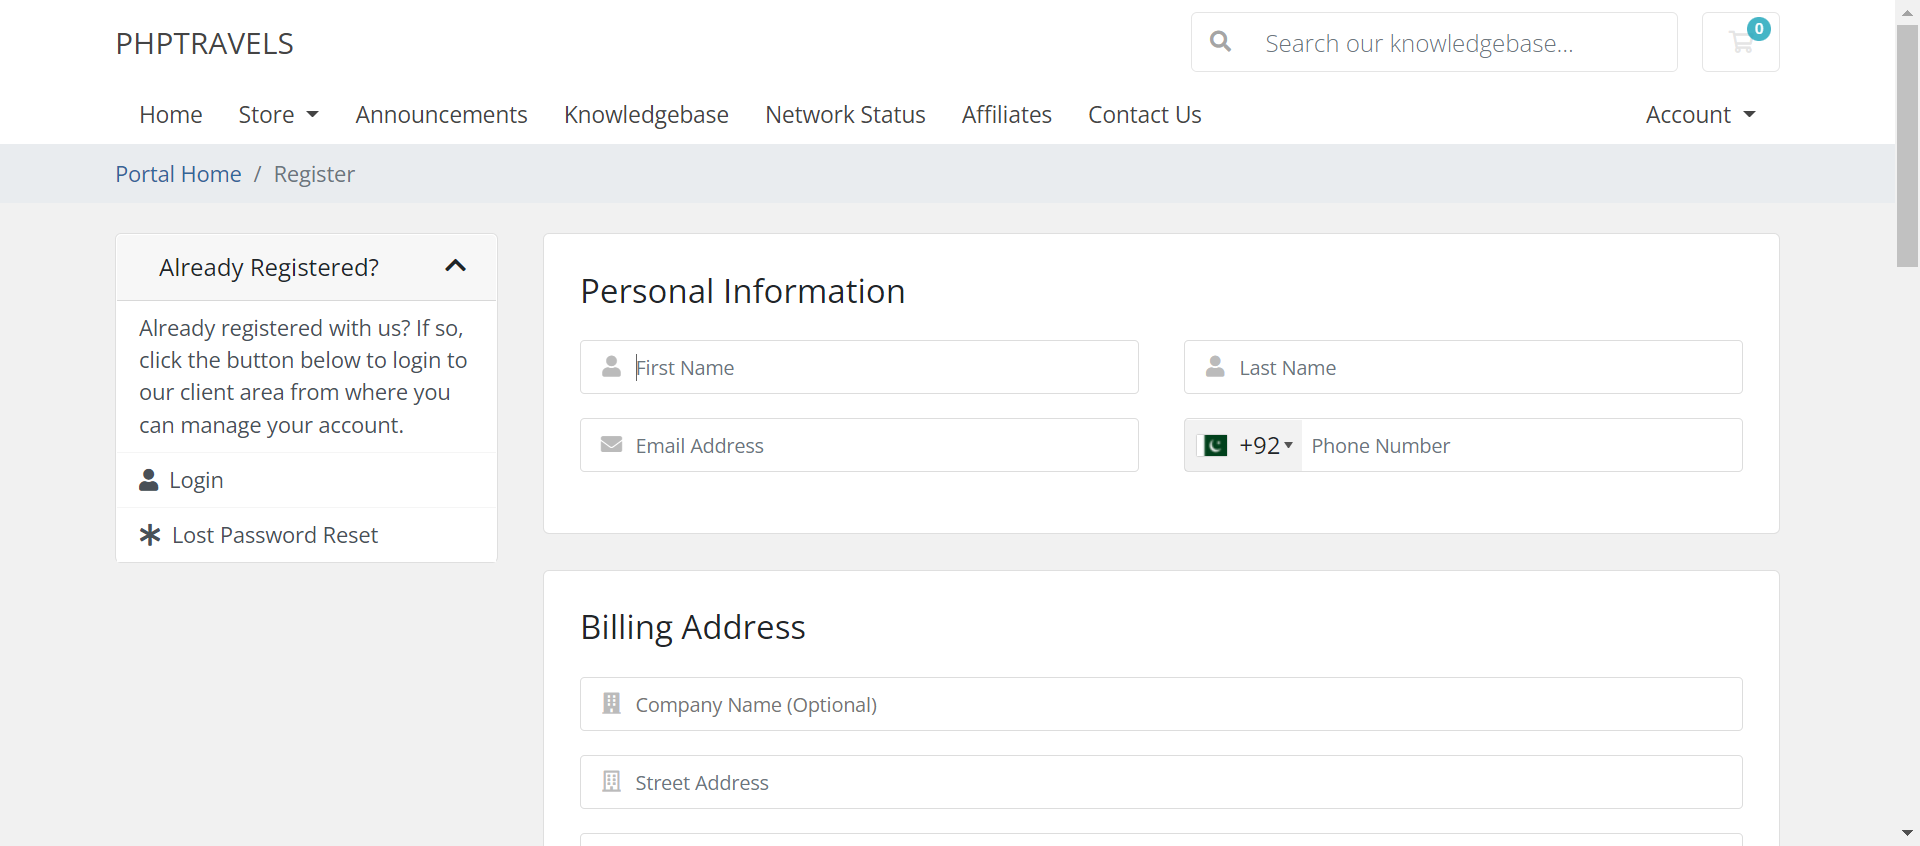 PHPTRAVELS
Search our knowledgebase...
0
Home Store Announcements Knowledgebase Network Status Affiliates Contact Us Account
Portal Home / Register
Already Registered?
Already registered with us? If so,
click the button below to login to
our client area from where you
can manage your account.
Login
Lost Password Reset
Personal Information
First Name Last Name
Email Address +92 Phone Number
Billing Address
Company Name (Optional)
Street Address